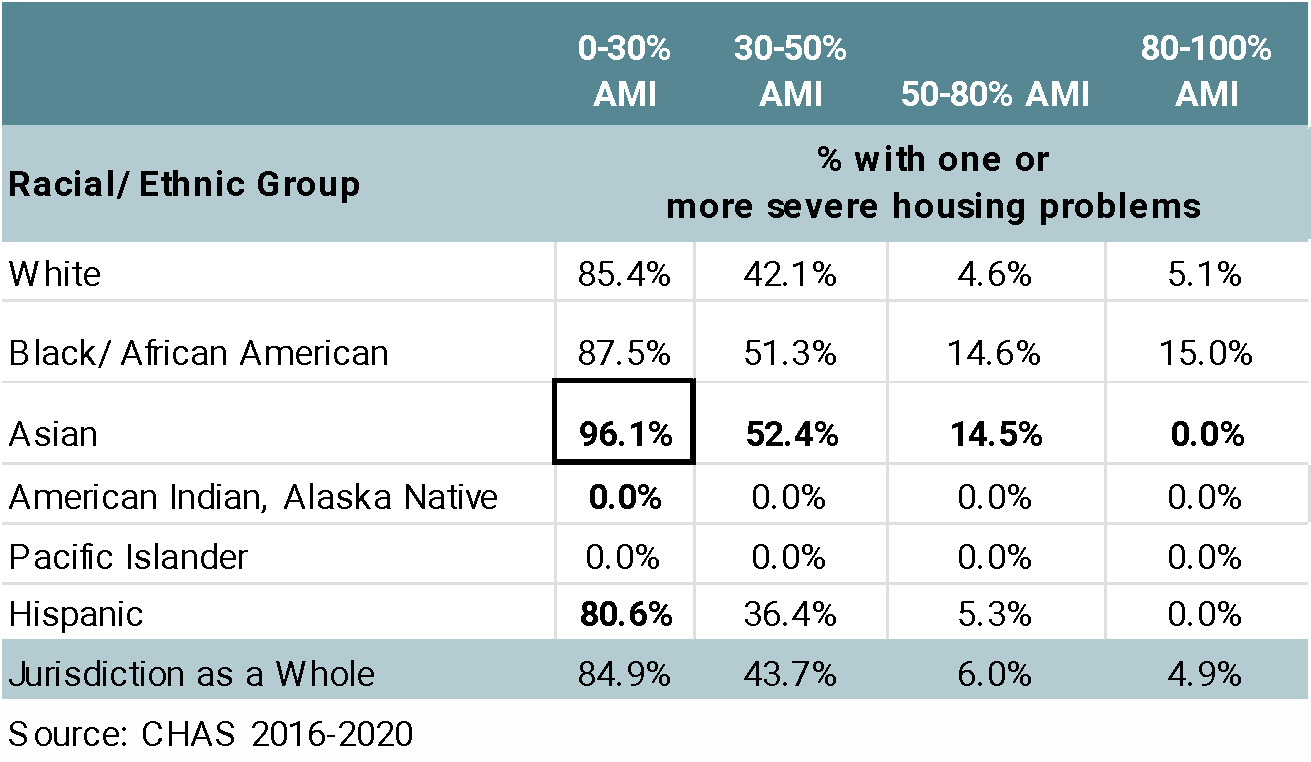 0-30% AMI 30-50% AMI 50-80% AMI 80-100% AMI
Racial/ Ethnic Group % with one or more severe housing problems
White 85.4% 42.1% 4.6% 5.1%
Black/ African American 87.5% 51.3% 14.6% 15.0%
Asian 96.1% 52.4% 14.5% 0.0%
American Indian, Alaska Native 0.0% 0.0% 0.0% 0.0%
Pacific Islander 0.0% 0.0% 0.0% 0.0%
Hispanic 80.6% 36.4% 5.3% 0.0%
Jurisdiction as a Whole 84.9% 43.7% 6.0% 4.9%
Source: CHAS 2016-2020